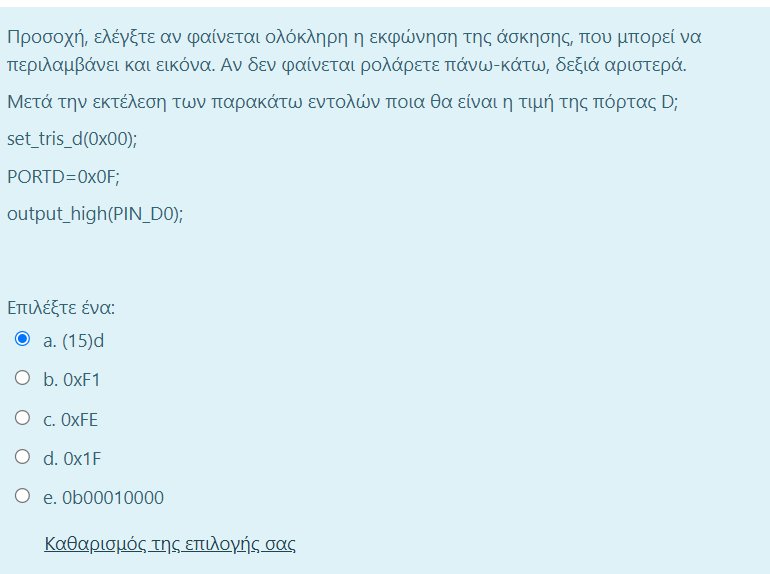 Προσοχή, ελέγξτε αν φαίνεται ολόκληρη η εκφώνηση της άσκησης, που μπορεί να
περιλαμβάνει και εικόνα. Αν δεν φαίνεται ρολάρετε πάνω-κάτω, δεξιά αριστερά.
Μετά την εκτέλεση των παρακάτω εντολών ποια θα είναι η τιμή της πόρτας D;
set_tris_d(0x00);
PORTD=0x0F;
output_high(PIN_D0);
Επιλέξτε ένα:
a. (15)d
b. 0xF1
c. 0xFE
d. 0x1F
e. 0b00010000
Καθαρισμός της επιλογής σας